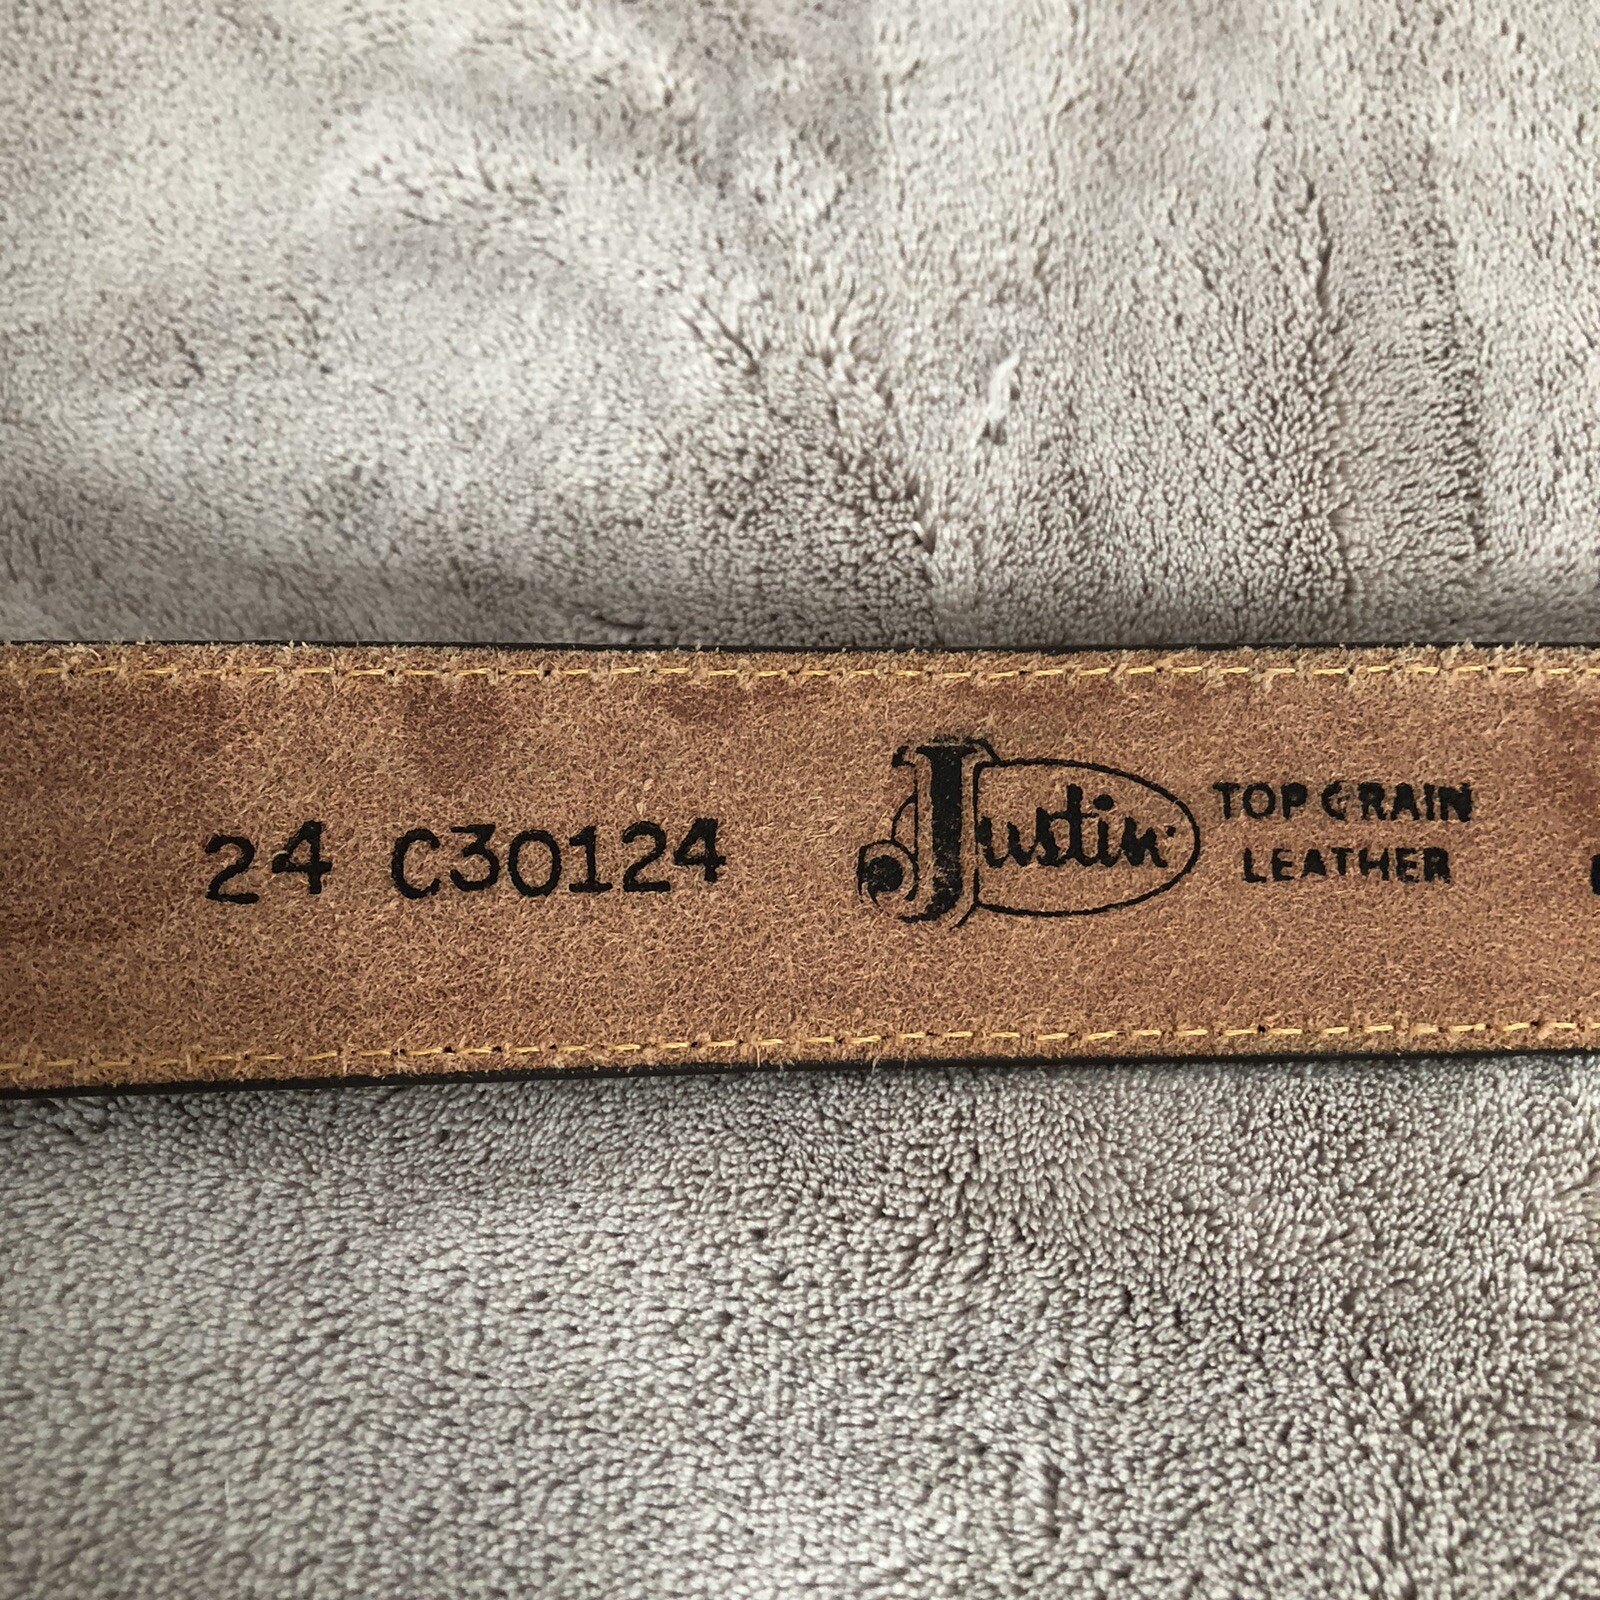 24 C30124 Justin TOP GRAIN
LEATHER